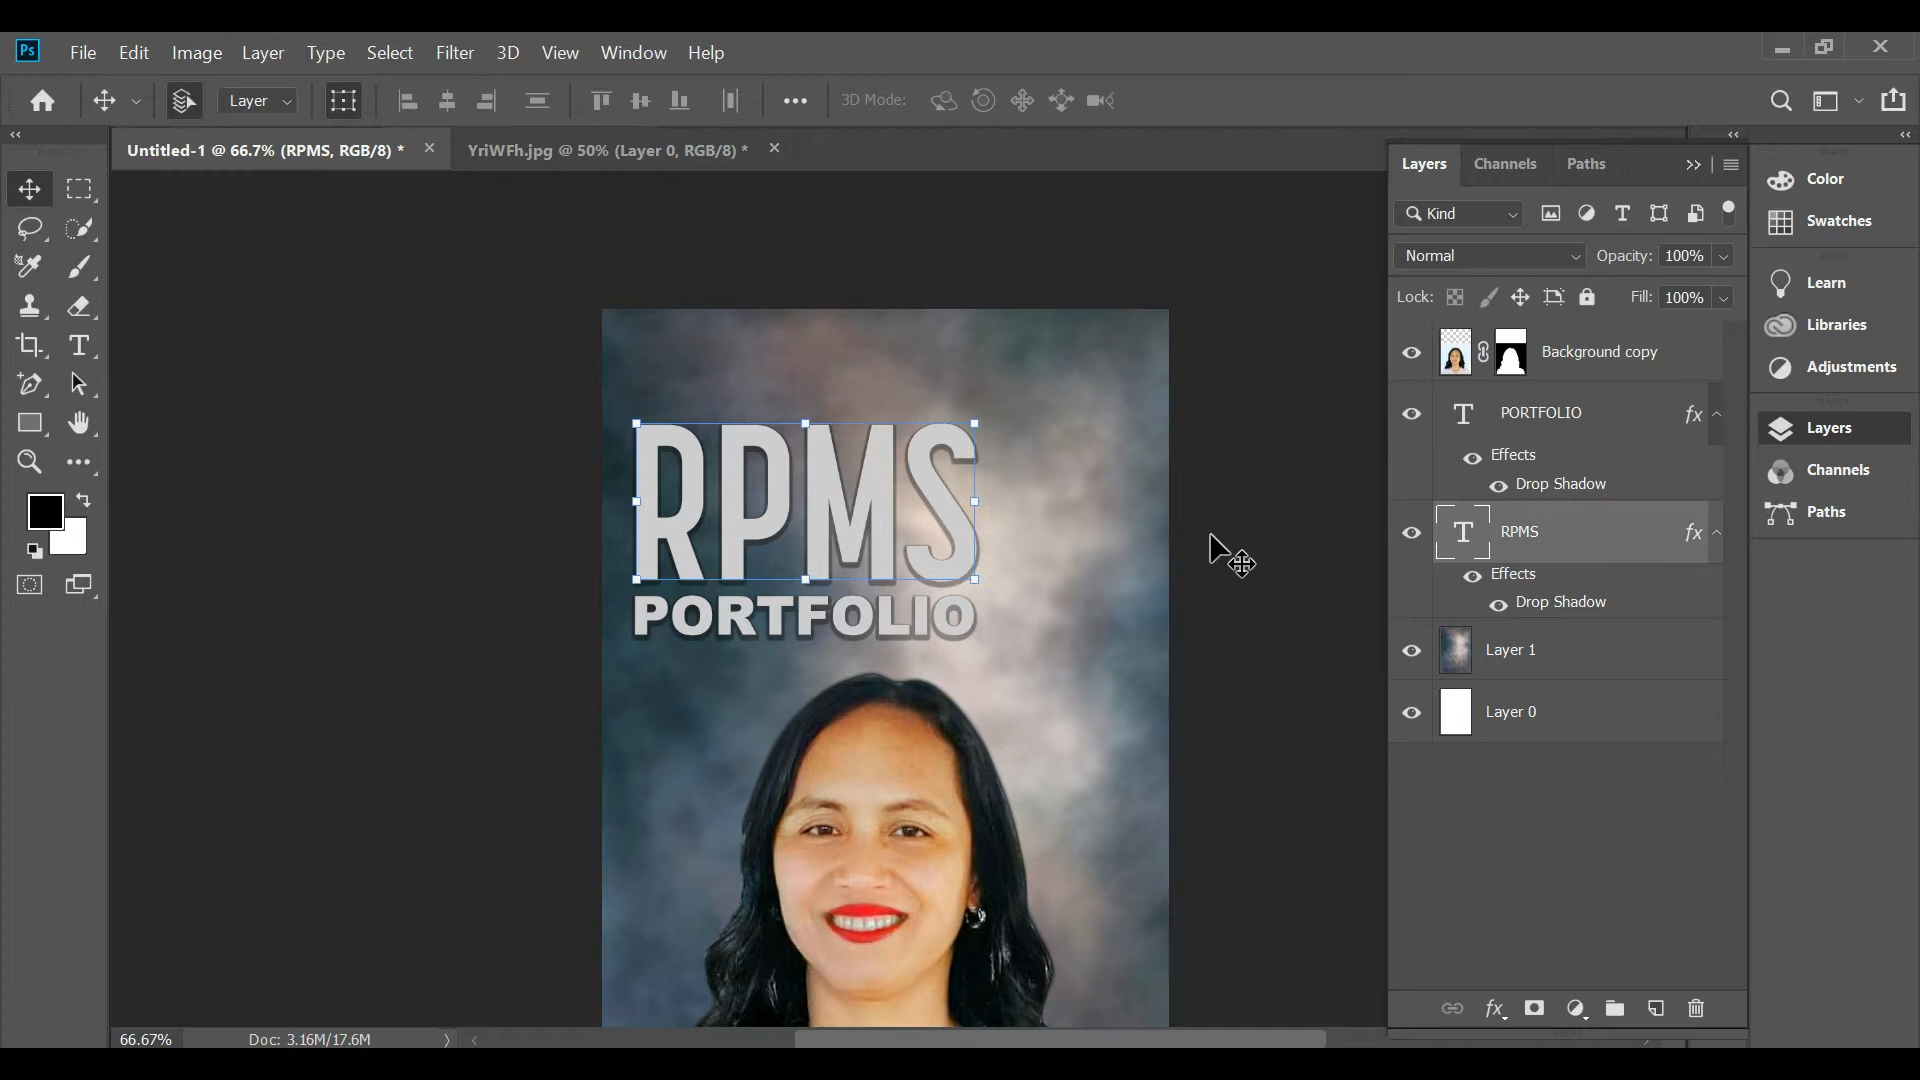 Ps
File Edit Image Layer Type Select Filter 3D View Window Help
Layer 3D Mode:
Untitled-1 @ 66.7% (RPMS, RGB/8) * YriWFh.jpg @ 50% (Layer 0, RGB/8) *
Layers Channels Paths
Kind
Normal Opacity: 100%
Lock: Fill: 100%
Background copy
PORTFOLIO fx
Effects
Drop Shadow
RPMS fx
Effects
Drop Shadow
Layer 1
Layer 0
fx
Color
Swatches
Learn
Libraries
Adjustments
Layers
Channels
Paths
RPMS
PORTFOLIO
66.67% Doc: 3.16M/17.6M